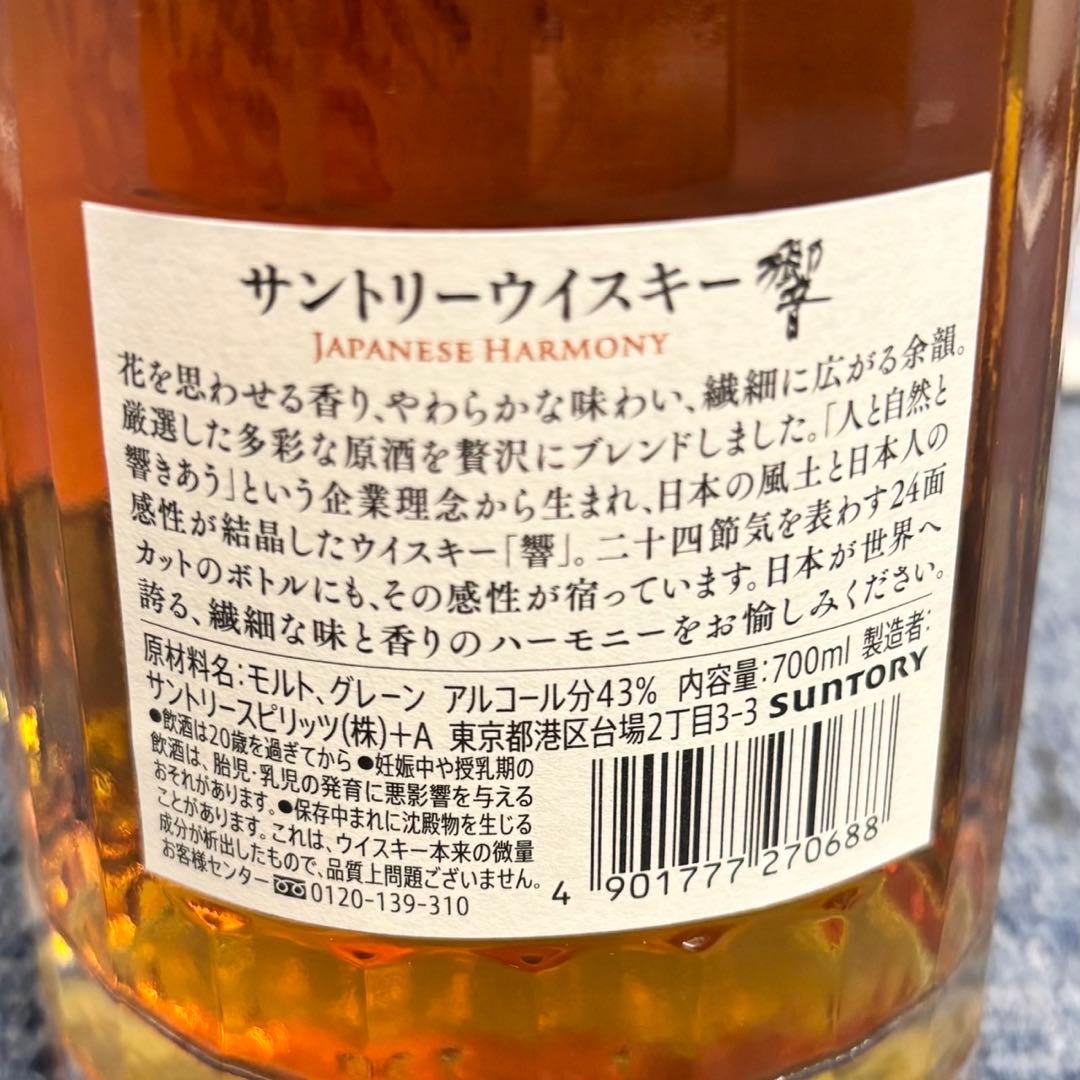 サントリーウイスキー 響
JAPANESE HARMONY
花を思わせる香り、やわらかな味わい、繊細に広がる余韻。
厳選した多彩な原酒を贅沢にブレンドしました。「人と自然と
響きあう」という企業理念から生まれ、日本の風土と日本人の
感性が結晶したウイスキー「響」。二十四節気を表わす24面
カットのボトルにも、その感性が宿っています。日本が世界へ
誇る、繊細な味と香りのハーモニーをお愉しみください。
原材料名:モルト、グレーン アルコール分43% 内容量:700ml 製造者:
サントリースピリッツ(株)+A 東京都港区台場2丁目3-3 SUNTORY
●飲酒は20歳を過ぎてから ●妊娠中や授乳期の
飲酒は、胎児・乳児の発育に悪影響を与える
おそれがあります。●保存中まれに沈殿物を生じる
ことがあります。これは、ウイスキー本来の微量
成分が析出したもので、品質上問題ございません。
お客様センター 0120-139-310
4 901777 270688